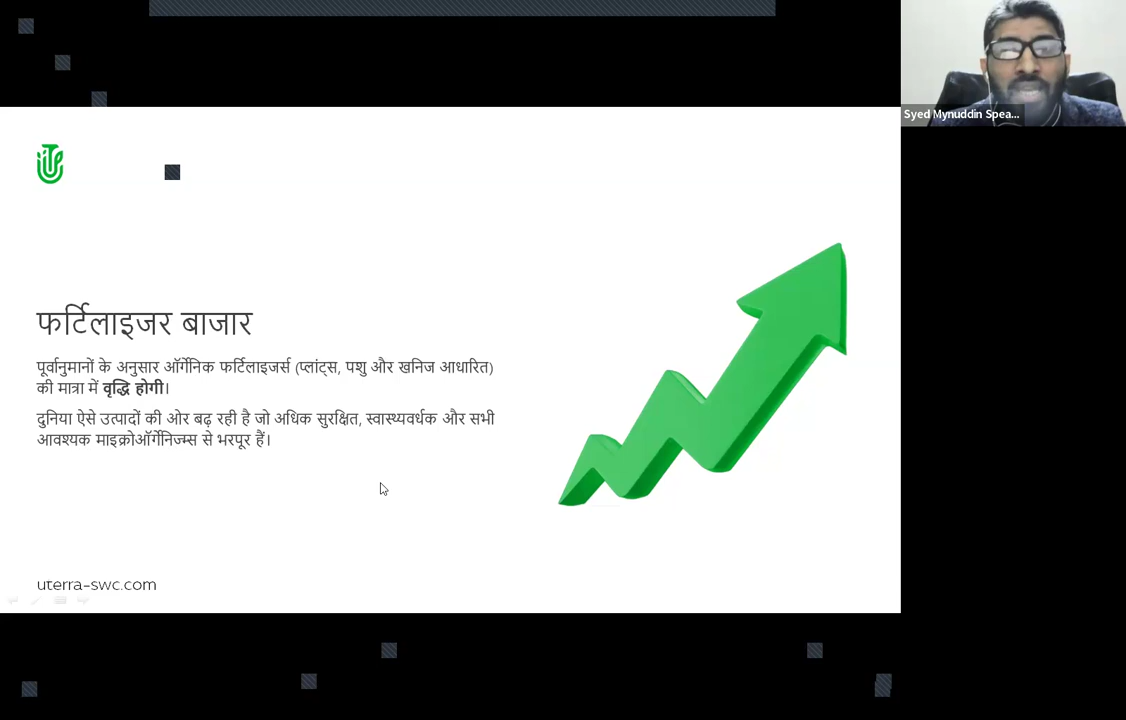 Syed Mynuddin Spea...
फर्टिलाइजर बाजार
पूर्वानुमानों के अनुसार ऑर्गेनिक फर्टिलाइजर्स (प्लांट्स, पशु और खनिज आधारित)
की मात्रा में वृद्धि होगी।
दुनिया ऐसे उत्पादों की ओर बढ़ रही है जो अधिक सुरक्षित, स्वास्थ्यवर्धक और सभी
आवश्यक माइक्रोऑर्गेनिज्म्स से भरपूर हैं।
uterra-swc.com